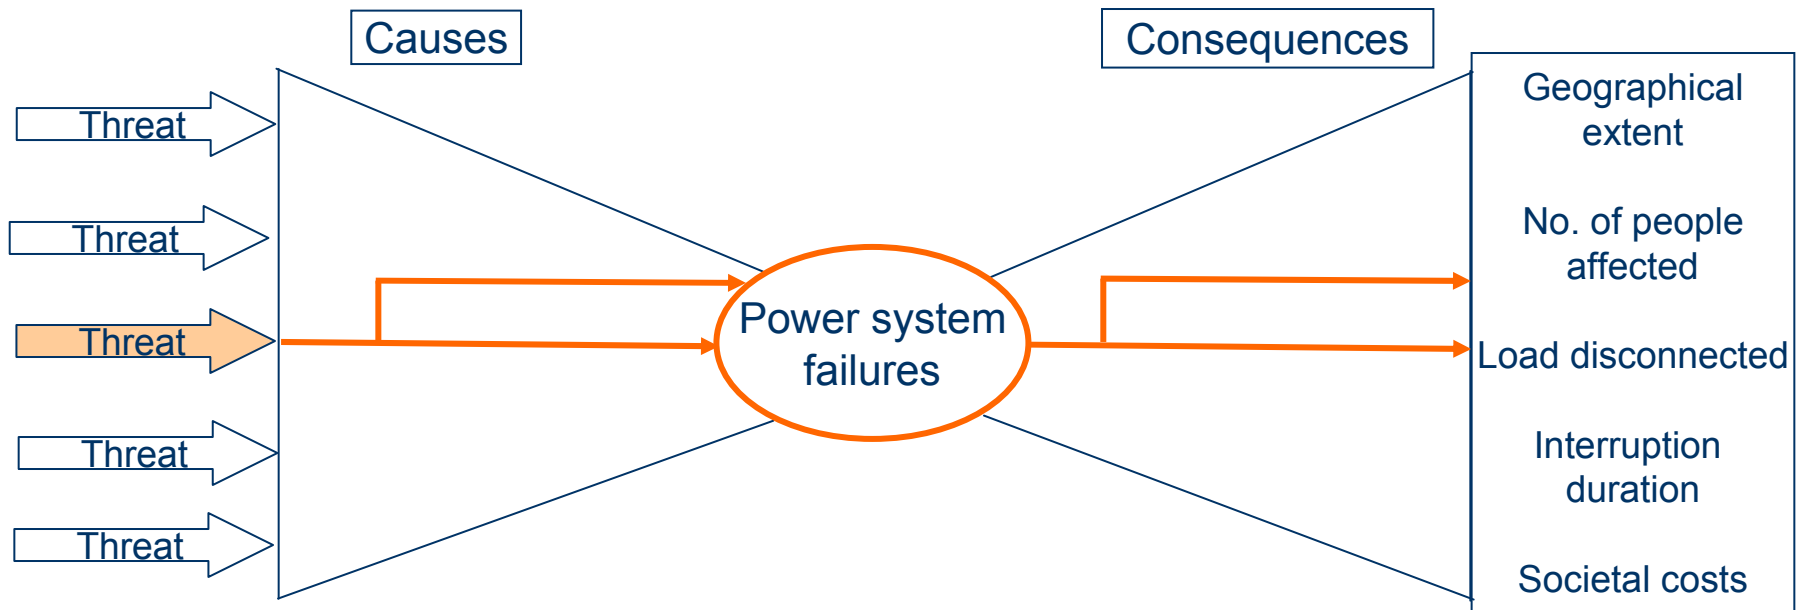 Causes
Consequences
Threat
Threat
Threat
Threat
Threat
Power system
failures
Geographical
extent
No. of people
affected
Load disconnected
Interruption
duration
Societal costs